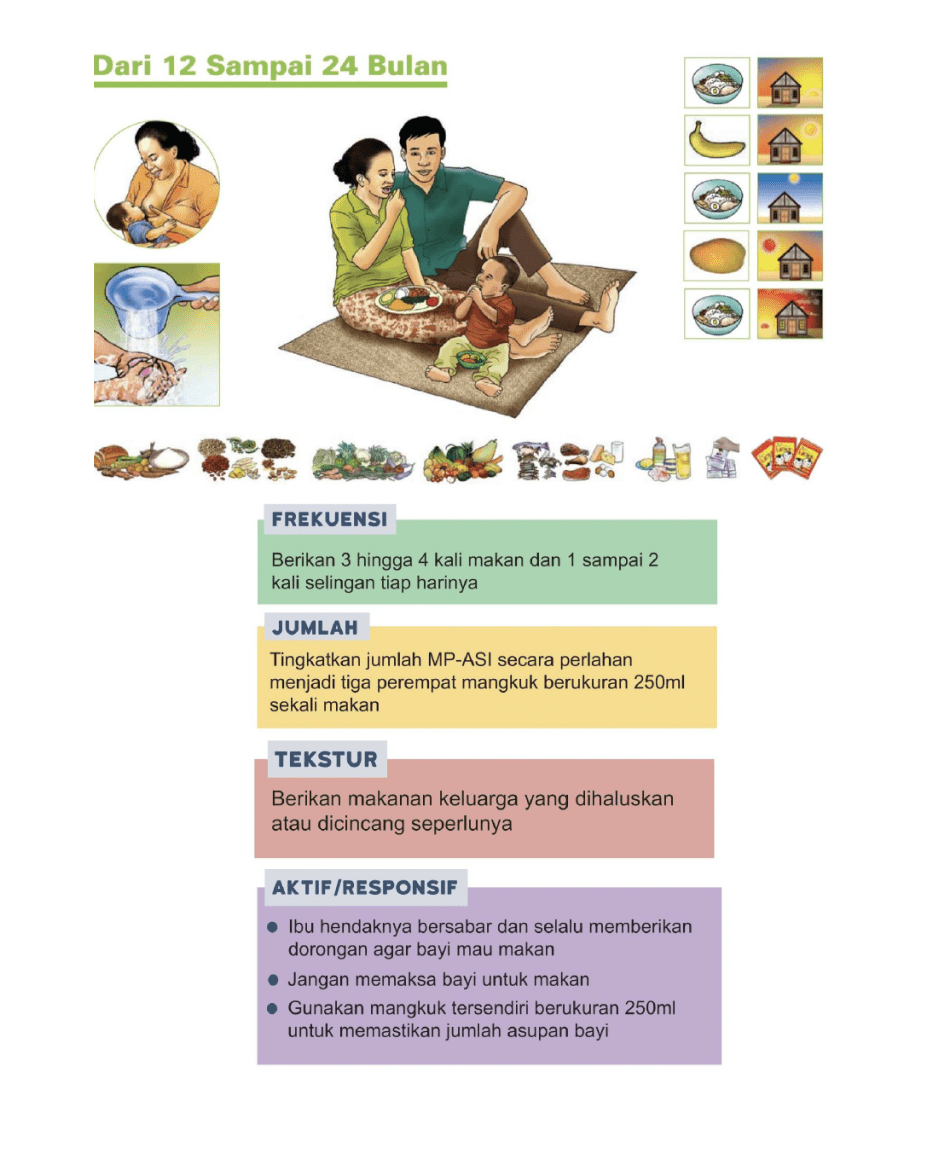 Dari 12 Sampai 24 Bulan
FREKUENSI
Berikan 3 hingga 4 kali makan dan 1 sampai 2
kali selingan tiap harinya
JUMLAH
Tingkatkan jumlah MP-ASI secara perlahan
menjadi tiga perempat mangkuk berukuran 250ml
sekali makan
TEKSTUR
Berikan makanan keluarga yang dihaluskan
atau dicincang seperlunya
AKTIF/RESPONSIF
Ibu hendaknya bersabar dan selalu memberikan
dorongan agar bayi mau makan
Jangan memaksa bayi untuk makan
Gunakan mangkuk tersendiri berukuran 250ml
untuk memastikan jumlah asupan bayi